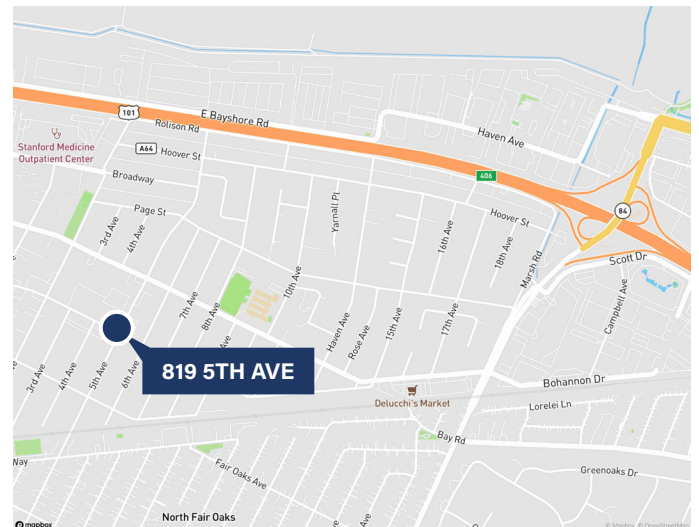 E Bayshore Rd
101
Rolison Rd
Haven Ave
Stanford Medicine
Outpatient Center
A64
Hoover St
Broadway
406
Page St
3rd Ave
4th Ave
Yarnall Pl
16th Ave
18th Ave
Hoover St
84
Marsh Rd
Scott Dr
Campbell Ave
7th Ave
8th Ave
10th Ave
Haven Ave
Rose Ave
15th Ave
17th Ave
3rd Ave
4th Ave
5th Ave
6th Ave
819 5TH AVE
Delucchi's Market
Bohannon Dr
Lorelei Ln
Bay Rd
Way
Fair Oaks Ave
Greenoaks Dr
North Fair Oaks
mapbox
© Mapbox © OpenStreetMap